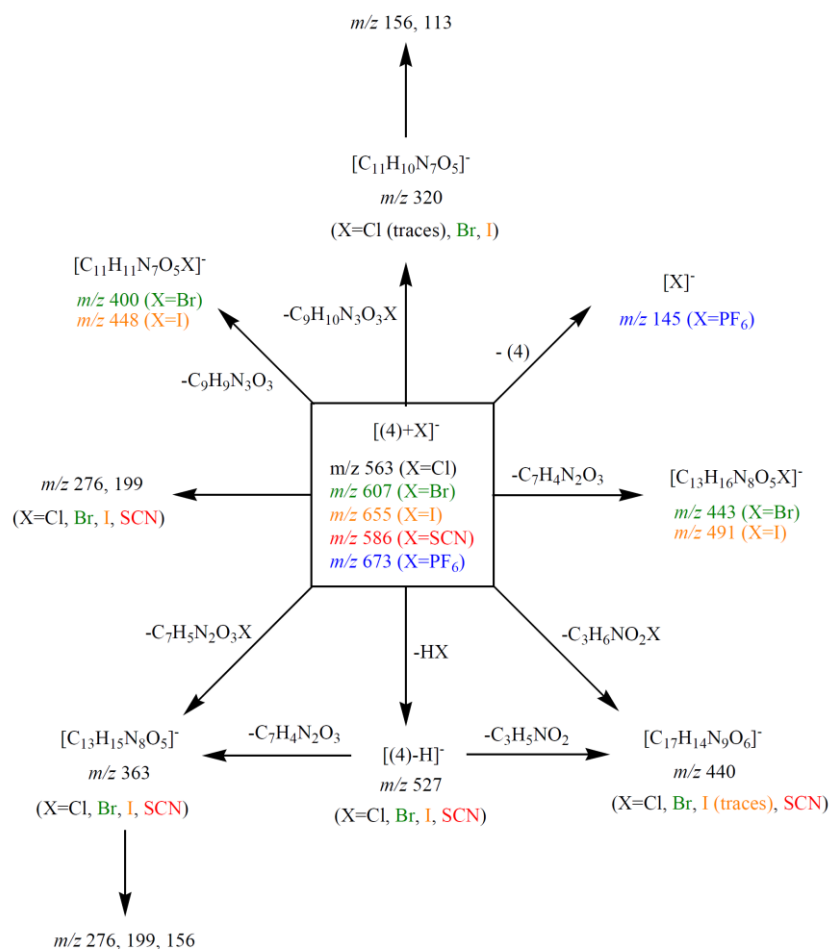 m/z 156, 113
[C₁₁H₁₀N₇O₅]⁻
m/z 320
(X=Cl (traces), Br, I)
[C₁₁H₁₁N₇O₅X]⁻
m/z 400 (X=Br)
m/z 448 (X=I)
-C₉H₁₀N₃O₃X
[X]⁻
m/z 145 (X=PF₆)
-C₉H₉N₃O₃
- (4)
[(4)+X]⁻
m/z 563 (X=Cl)
m/z 607 (X=Br)
m/z 655 (X=I)
m/z 586 (X=SCN)
m/z 673 (X=PF₆)
m/z 276, 199
(X=Cl, Br, I, SCN)
-C₇H₄N₂O₃
[C₁₃H₁₆N₈O₅X]⁻
m/z 443 (X=Br)
m/z 491 (X=I)
-C₇H₅N₂O₃X
-HX
-C₃H₆NO₂X
[C₁₃H₁₅N₈O₅]⁻
m/z 363
(X=Cl, Br, I, SCN)
-C₇H₄N₂O₃
[(4)-H]⁻
m/z 527
(X=Cl, Br, I, SCN)
-C₃H₅NO₂
[C₁₇H₁₄N₉O₆]⁻
m/z 440
(X=Cl, Br, I (traces), SCN)
m/z 276, 199, 156